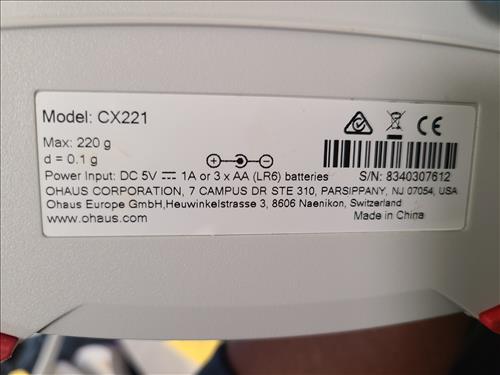 Model: CX221
Max: 220 g
d = 0.1 g
Power Input: DC 5V ⎓ 1A or 3 x AA (LR6) batteries
S/N: 8340307612
OHAUS CORPORATION, 7 CAMPUS DR STE 310, PARSIPPANY, NJ 07054, USA
Ohaus Europe GmbH,Heuwinkelstrasse 3, 8606 Naenikon, Switzerland
www.ohaus.com
Made in China
CE